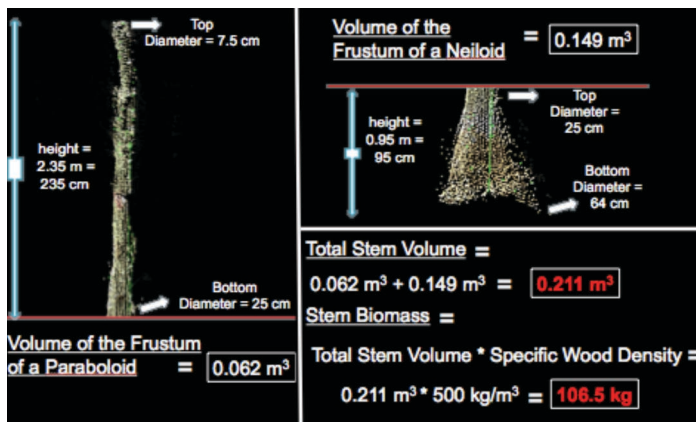 Top
Diameter = 7.5 cm
height =
2.35 m =
235 cm
Bottom
Diameter = 25 cm
Volume of the Frustum
of a Paraboloid = 0.062 m³
Volume of the
Frustum of a Neiloid = 0.149 m³
Top
Diameter =
25 cm
height =
0.95 m =
95 cm
Bottom
Diameter =
64 cm
Total Stem Volume =
0.062 m³ + 0.149 m³ = 0.211 m³
Stem Biomass =
Total Stem Volume * Specific Wood Density =
0.211 m³ * 500 kg/m³ = 106.5 kg